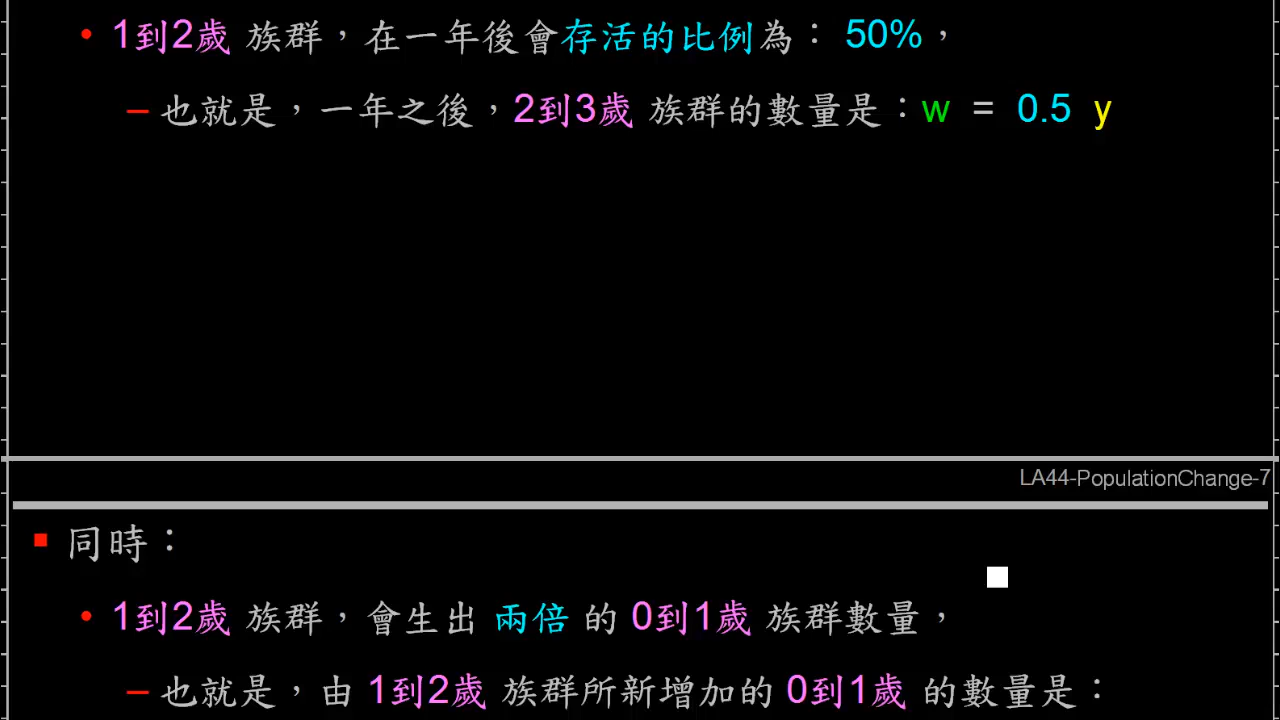 • 1到2歲 族群，在一年後會存活的比例為： 50%，
– 也就是，一年之後，2到3歲 族群的數量是：w = 0.5 y
LA44-PopulationChange-7
▪ 同時：
• 1到2歲 族群，會生出 兩倍 的 0到1歲 族群數量，
– 也就是，由 1到2歲 族群所新增加的 0到1歲 的數量是：